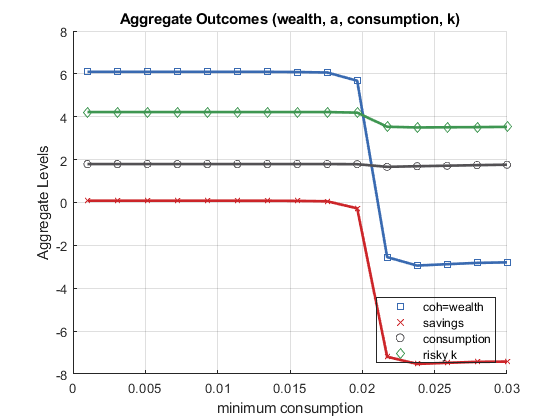 Aggregate Outcomes (wealth, a, consumption, k)
8
6
4
2
0
-2
-4
-6
-8
Aggregate Levels
coh=wealth
savings
consumption
risky k
0
0.005
0.01
0.015
0.02
0.025
0.03
minimum consumption